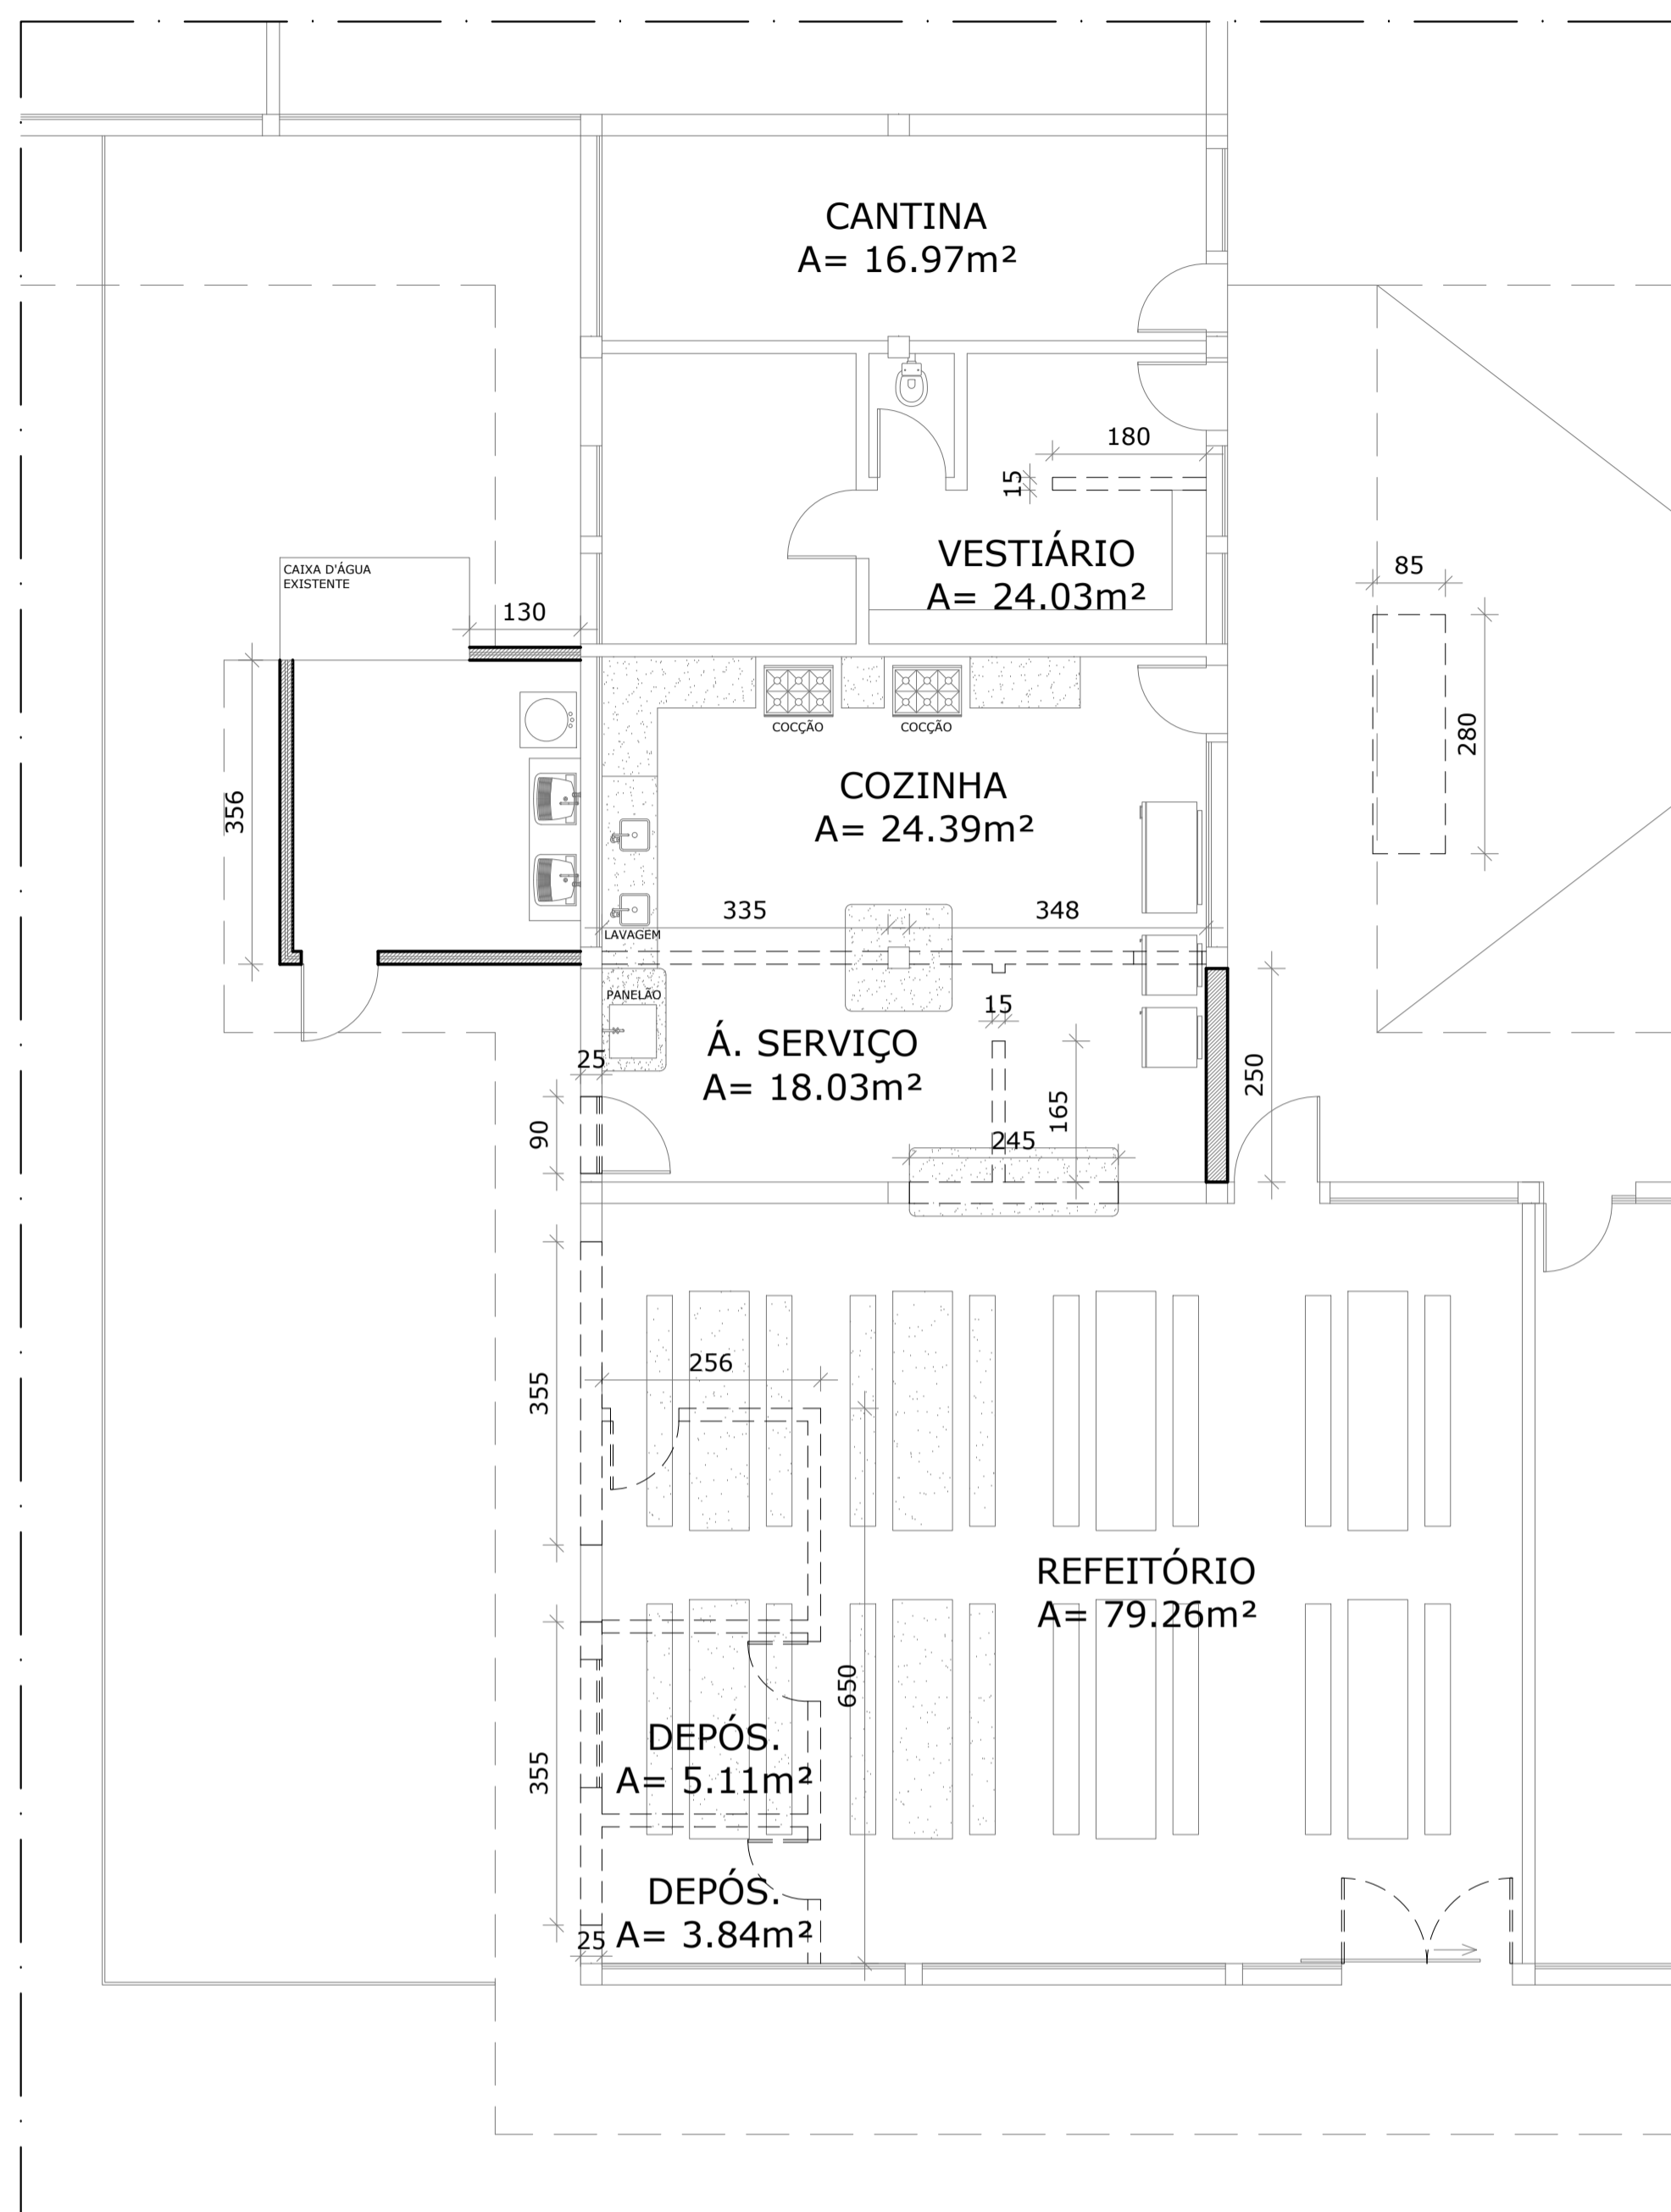 CANTINA
A= 16.97m²
180
15
VESTIÁRIO
A= 24.03m²
CAIXA D'ÁGUA
EXISTENTE
85
130
280
COCÇÃO
COCÇÃO
COZINHA
A= 24.39m²
356
335
348
LAVAGEM
PANELÃO
15
Á. SERVIÇO
A= 18.03m²
25
250
90
165
245
256
355
REFEITÓRIO
A= 79.26m²
650
DEPÓS.
A= 5.11m²
355
DEPÓS.
A= 3.84m²
25